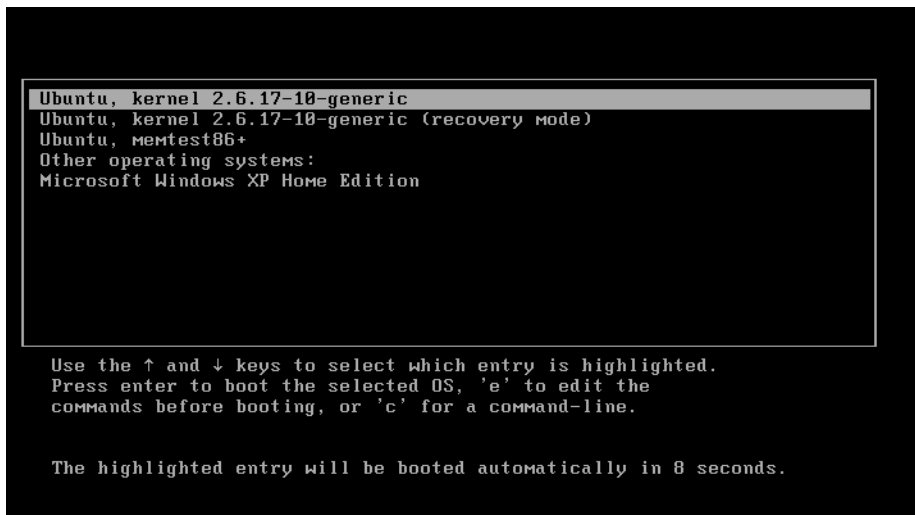 Ubuntu, kernel 2.6.17-10-generic
Ubuntu, kernel 2.6.17-10-generic (recovery mode)
Ubuntu, memtest86+
Other operating systems:
Microsoft Windows XP Home Edition
Use the ↑ and ↓ keys to select which entry is highlighted.
Press enter to boot the selected OS, 'e' to edit the
commands before booting, or 'c' for a command-line.
The highlighted entry will be booted automatically in 8 seconds.